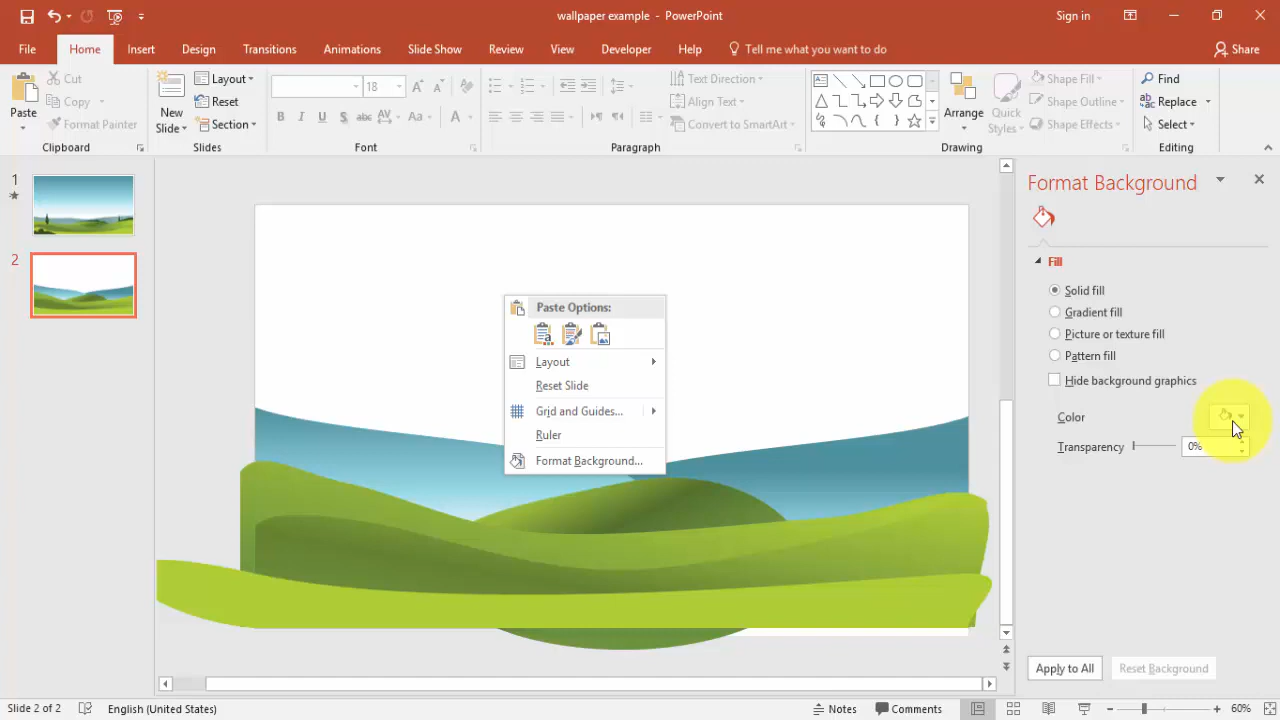 wallpaper example - PowerPoint
Sign in
File Home Insert Design Transitions Animations Slide Show Review View Developer Help Tell me what you want to do Share
Paste
Cut
Copy
Format Painter
Clipboard
New Slide
Layout
Reset
Section
Slides
18
B I U S abc AV Aa A
Font
Text Direction
Align Text
Convert to SmartArt
Paragraph
Arrange
Quick Styles
Shape Fill
Shape Outline
Shape Effects
Drawing
Find
Replace
Select
Editing
1
2
Paste Options:
Layout
Reset Slide
Grid and Guides...
Ruler
Format Background...
Format Background
Fill
Solid fill
Gradient fill
Picture or texture fill
Pattern fill
Hide background graphics
Color
Transparency 0%
Apply to All Reset Background
Slide 2 of 2 English (United States) Notes Comments 60%